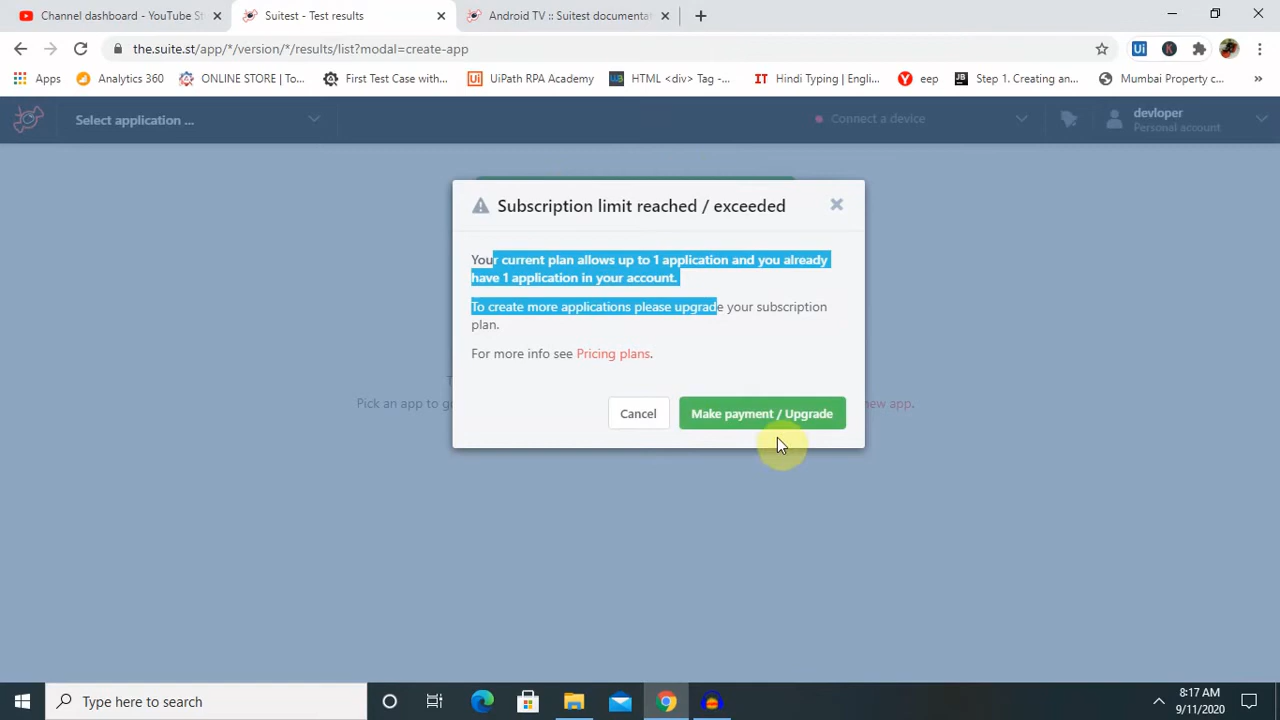 Channel dashboard - YouTube St
Suitest - Test results
Android TV :: Suitest documentat
the.suite.st/app/*/version/*/results/list?modal=create-app
Apps
Analytics 360
ONLINE STORE | To...
First Test Case with...
UiPath RPA Academy
HTML <div> Tag -...
Hindi Typing | Engli...
eep
Step 1. Creating an...
Mumbai Property c...
Select application ...
Connect a device
devloper
Personal account
Subscription limit reached / exceeded
Your current plan allows up to 1 application and you already
have 1 application in your account.
To create more applications please upgrade your subscription
plan.
For more info see Pricing plans.
Pick an app to g
new app.
Cancel
Make payment / Upgrade
Type here to search
8:17 AM
9/11/2020